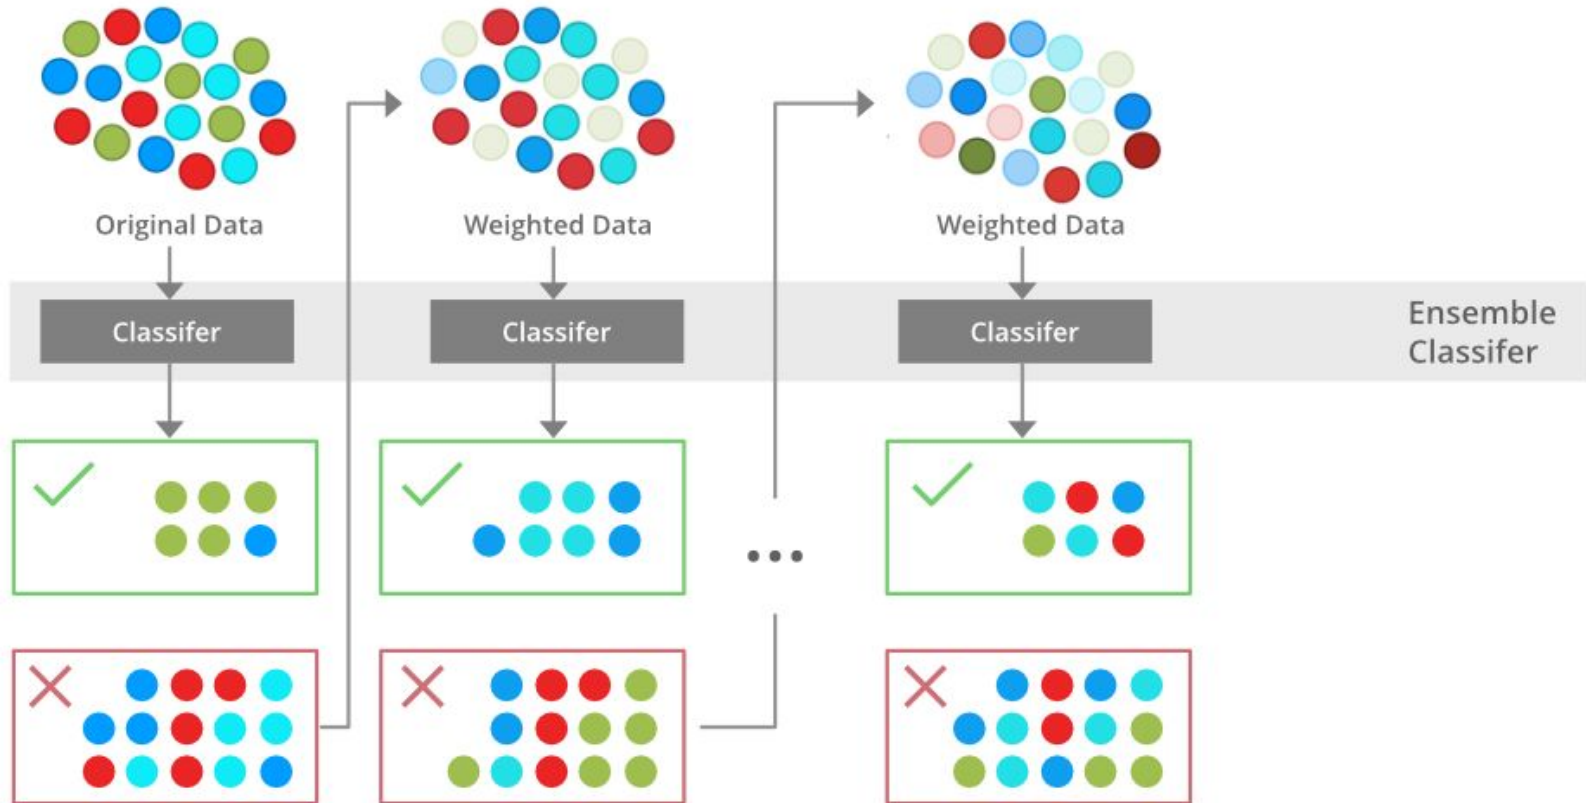 Original Data
Weighted Data
Weighted Data
Classifer
Classifer
Classifer
Ensemble
Classifer